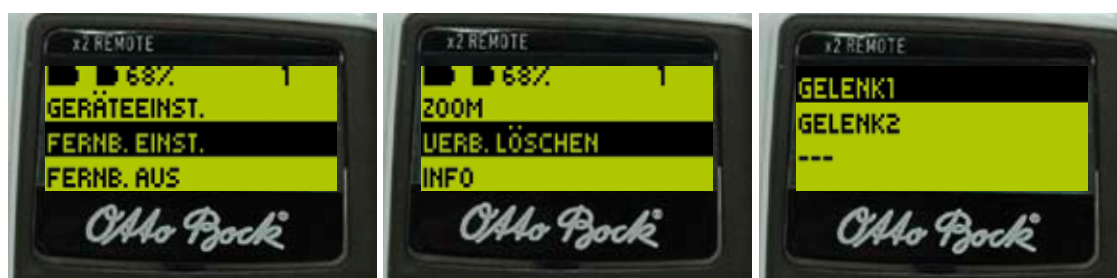 x2 REMOTE
68% 1
GERÄTEEINST.
FERNB. EINST.
FERNB. AUS
Otto Bock®
x2 REMOTE
68% 1
ZOOM
VERB. LÖSCHEN
INFO
Otto Bock®
x2 REMOTE
GELENK1
GELENK2
---
Otto Bock®